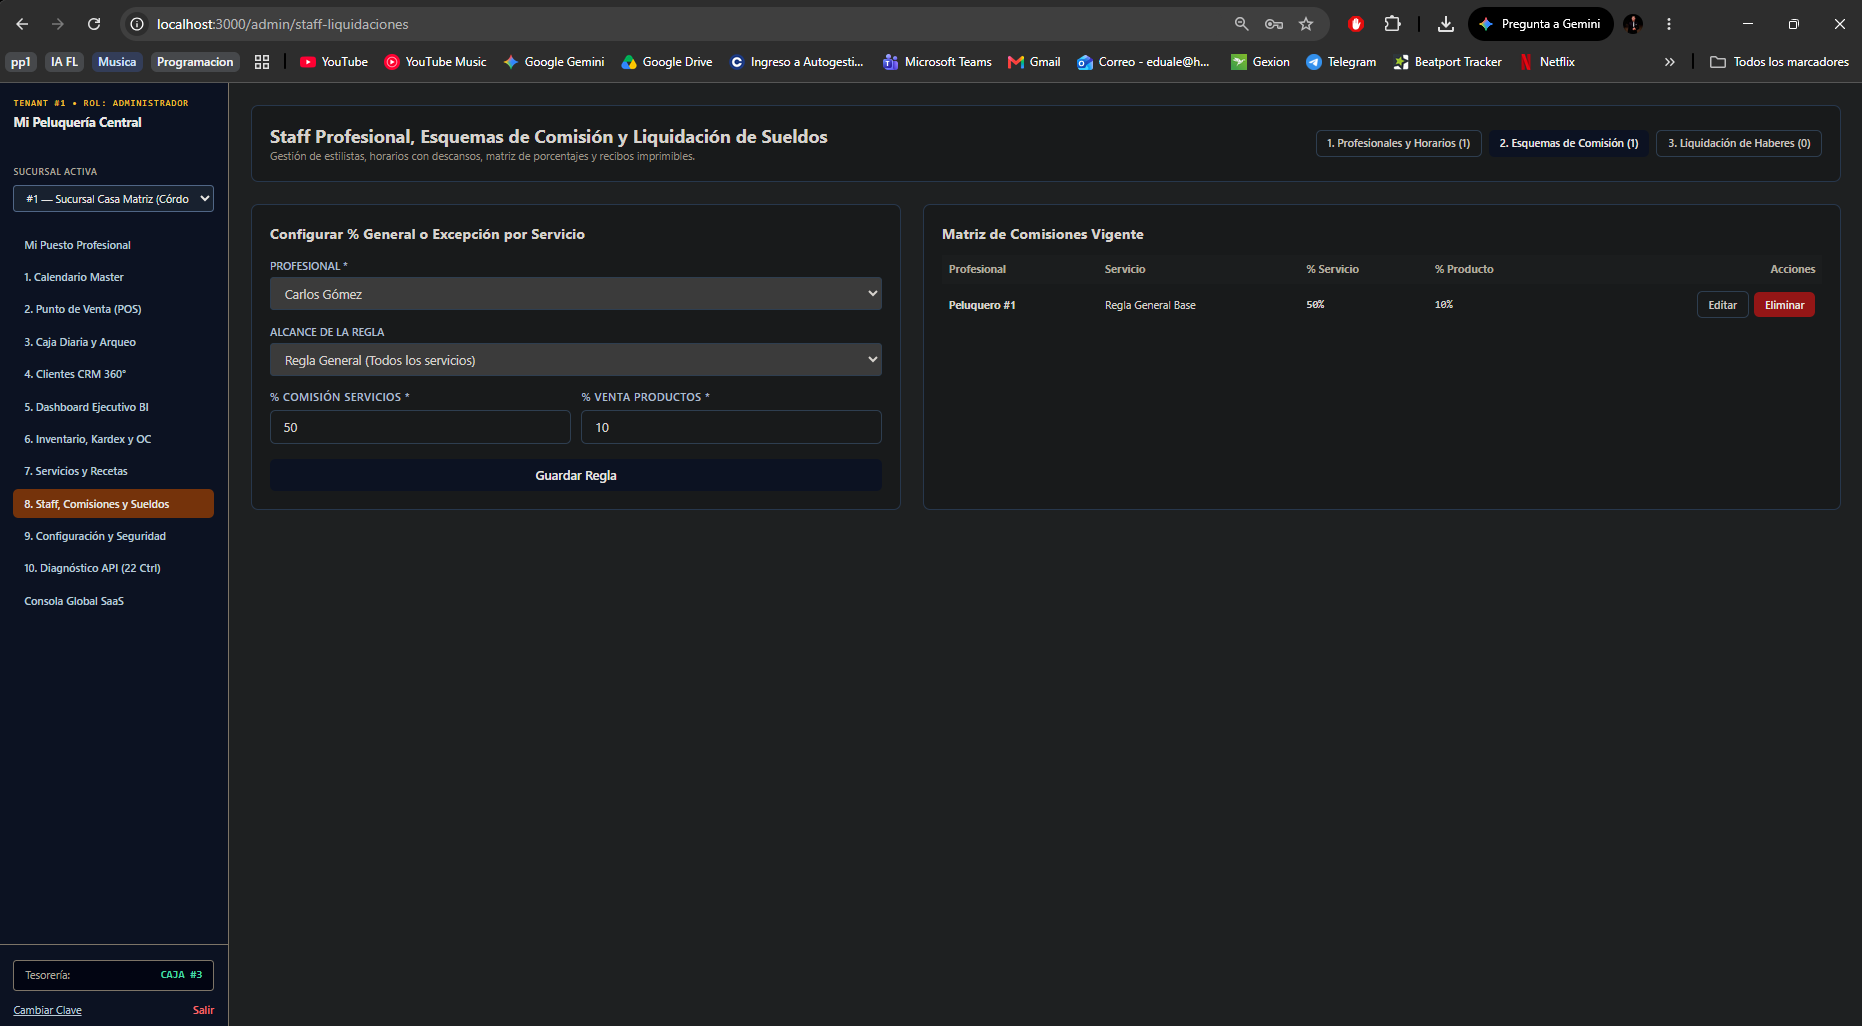 localhost:3000/admin/staff-liquidaciones
Pregunta a Gemini
pp1
IA FL
Musica
Programacion
YouTube
YouTube Music
Google Gemini
Google Drive
Ingreso a Autogesti...
Microsoft Teams
Gmail
Correo - eduale@h...
Gexion
Telegram
Beatport Tracker
Netflix
Todos los marcadores
TENANT #1 • ROL: ADMINISTRADOR
Mi Peluquería Central
SUCURSAL ACTIVA
#1 — Sucursal Casa Matriz (Córdo
Mi Puesto Profesional
1. Calendario Master
2. Punto de Venta (POS)
3. Caja Diaria y Arqueo
4. Clientes CRM 360°
5. Dashboard Ejecutivo BI
6. Inventario, Kardex y OC
7. Servicios y Recetas
8. Staff, Comisiones y Sueldos
9. Configuración y Seguridad
10. Diagnóstico API (22 Ctrl)
Consola Global SaaS
Tesorería:
CAJA #3
Cambiar Clave
Salir
Staff Profesional, Esquemas de Comisión y Liquidación de Sueldos
Gestión de estilistas, horarios con descansos, matriz de porcentajes y recibos imprimibles.
1. Profesionales y Horarios (1)
2. Esquemas de Comisión (1)
3. Liquidación de Haberes (0)
Configurar % General o Excepción por Servicio
PROFESIONAL *
Carlos Gómez
ALCANCE DE LA REGLA
Regla General (Todos los servicios)
% COMISIÓN SERVICIOS *
% VENTA PRODUCTOS *
50
10
Guardar Regla
Matriz de Comisiones Vigente
Profesional Servicio % Servicio % Producto Acciones
Peluquero #1 Regla General Base 50% 10% Editar Eliminar